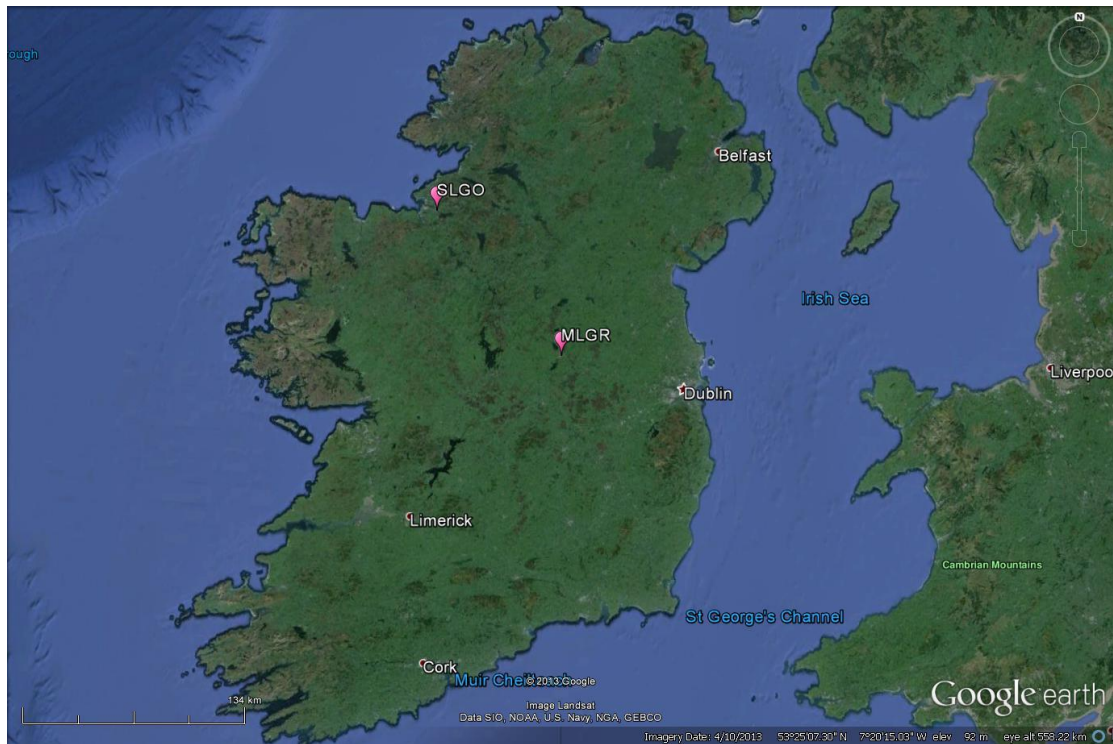 N
ough
Belfast
SLGO
Irish Sea
MLGR
Liverpoo
Dublin
Limerick
Cambrian Mountains
St George's Channel
Cork
© 2013 Google
134 km
Image Landsat
Data SIO, NOAA, U.S. Navy, NGA, GEBCO
Google earth
Imagery Date: 4/10/2013 53°25'07.30" N 7°20'15.03" W elev 92 m eye alt 558.22 km